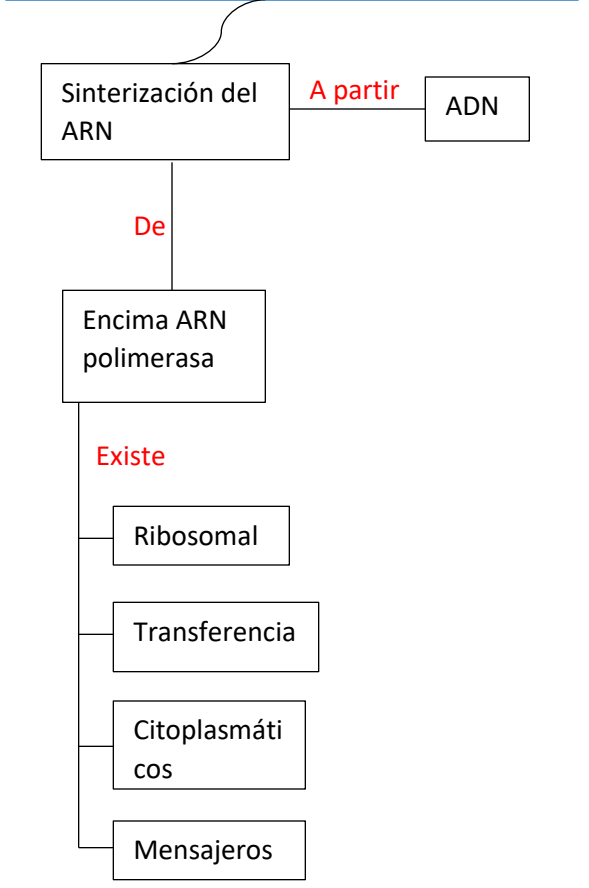 Sinterización del
ARN
A partir
ADN
De
Encima ARN
polimerasa
Existe
Ribosomal
Transferencia
Citoplasmáti
cos
Mensajeros